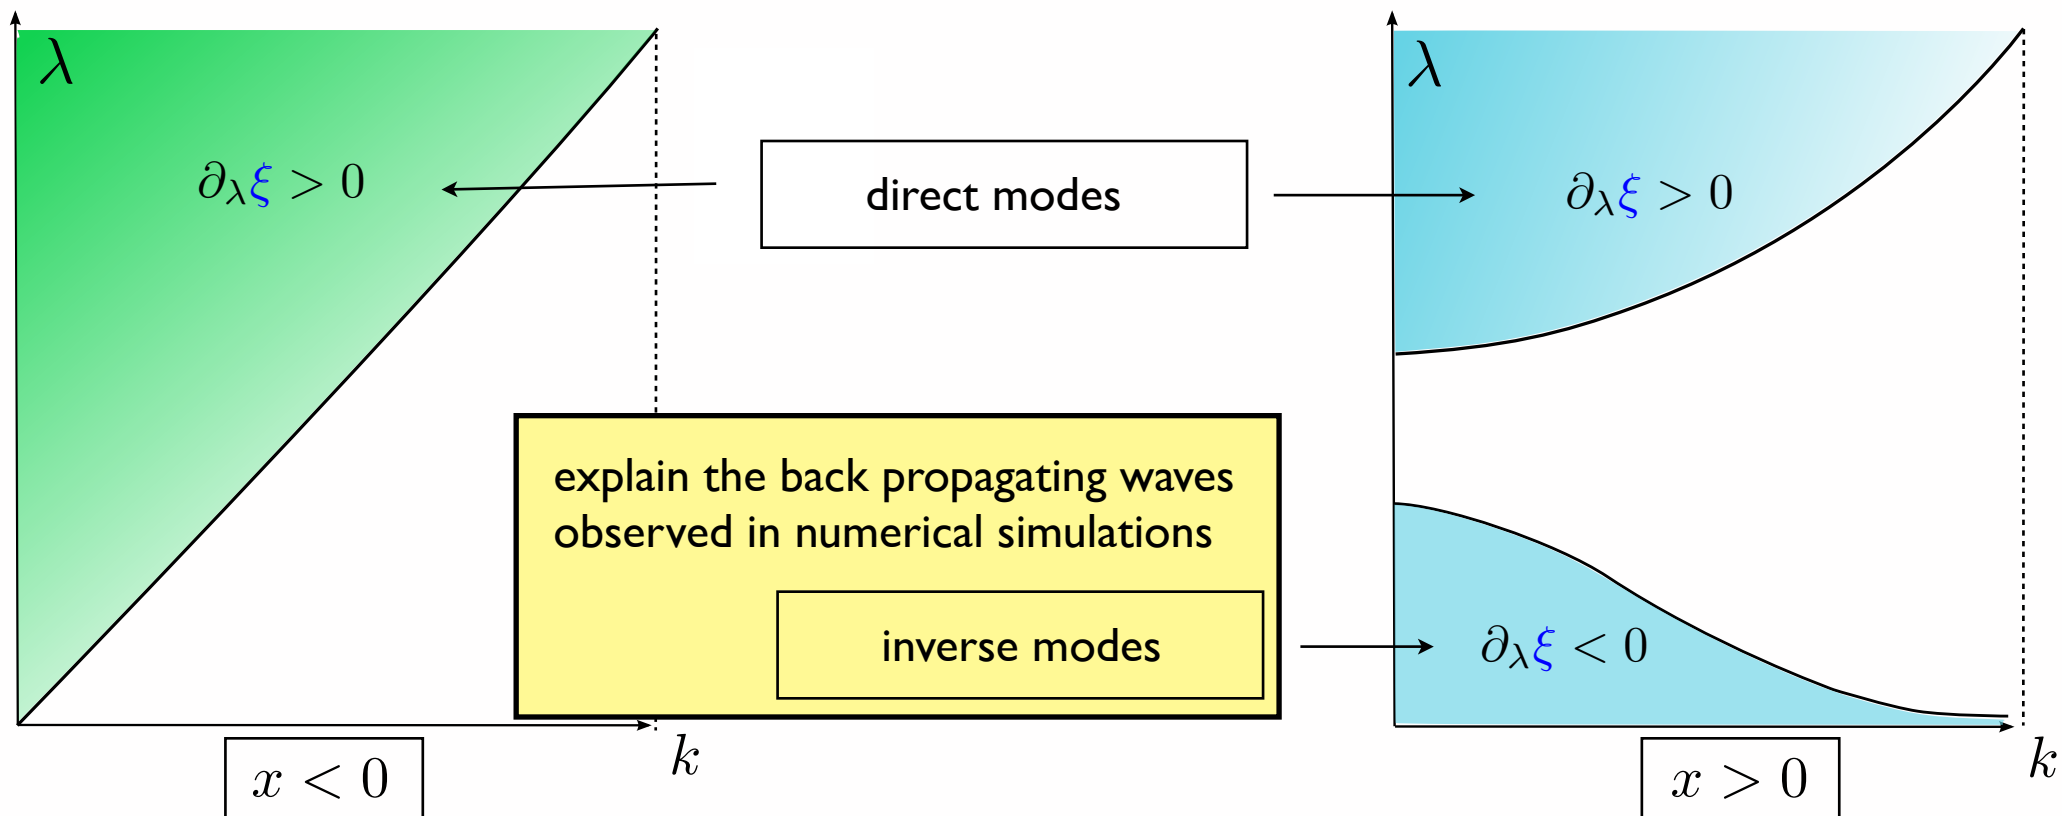 λ
λ
∂λξ > 0
direct modes
∂λξ > 0
explain the back propagating waves
observed in numerical simulations
inverse modes
∂λξ < 0
k
k
x < 0
x > 0